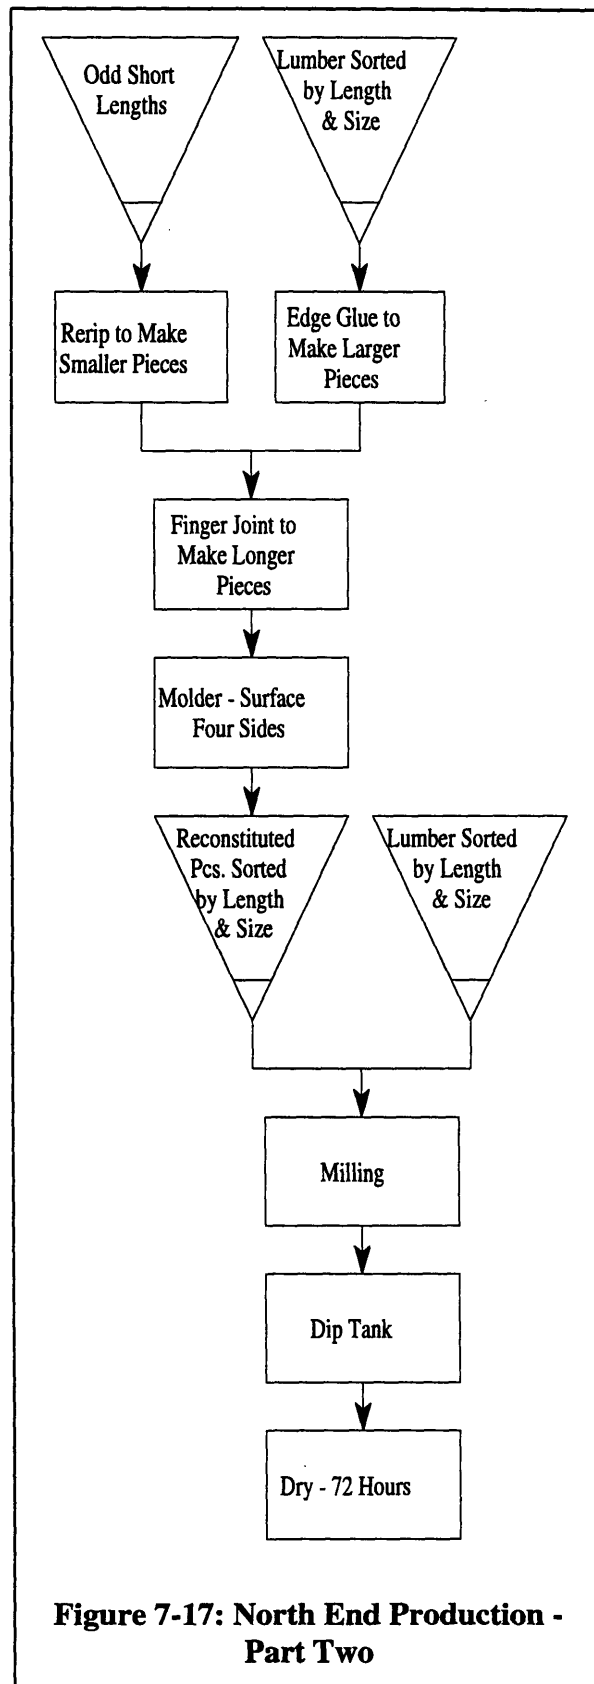 Odd Short
Lengths
Lumber Sorted
by Length
& Size
Rerip to Make
Smaller Pieces
Edge Glue to
Make Larger
Pieces
Finger Joint to
Make Longer
Pieces
Molder - Surface
Four Sides
Reconstituted
Pcs. Sorted
by Length
& Size
Lumber Sorted
by Length
& Size
Milling
Dip Tank
Dry - 72 Hours
Figure 7-17: North End Production -
Part Two